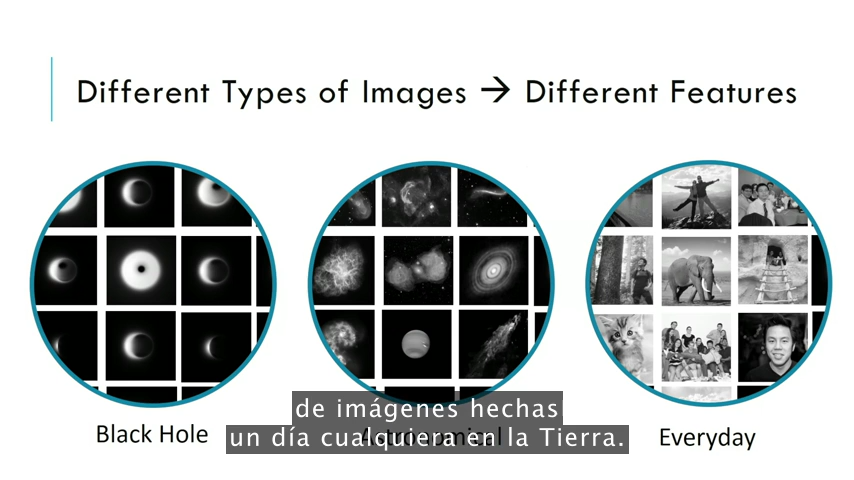 Different Types of Images → Different Features
Black Hole
Everyday
de imágenes hechas
un día cualquiera en la Tierra.